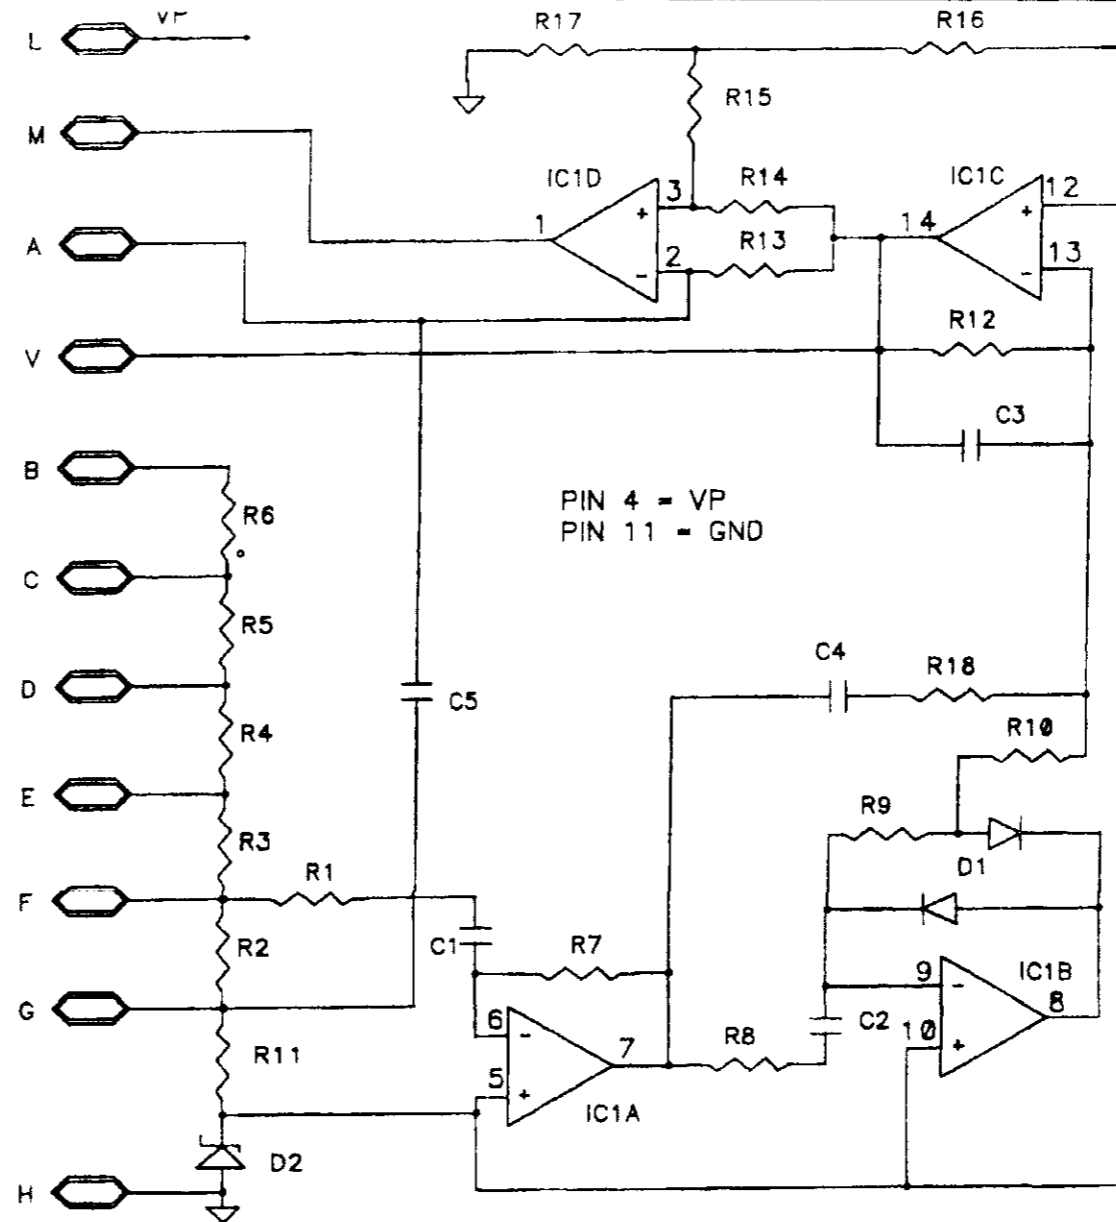 L VP R17 R16
R15
M
IC1D 3 R14 IC1C 12
+ +
1 14
A 2 R13 13
- -
R12
V
C3
B
R6
PIN 4 = VP
PIN 11 = GND
C
R5
C4 R18
D C5
R4 R10
E
R9
R3
D1
R1
F
C1 R7
R2
9 - IC1B
G 8
6 - C2
10 +
R11 7 R8
5 +
IC1A
D2
H